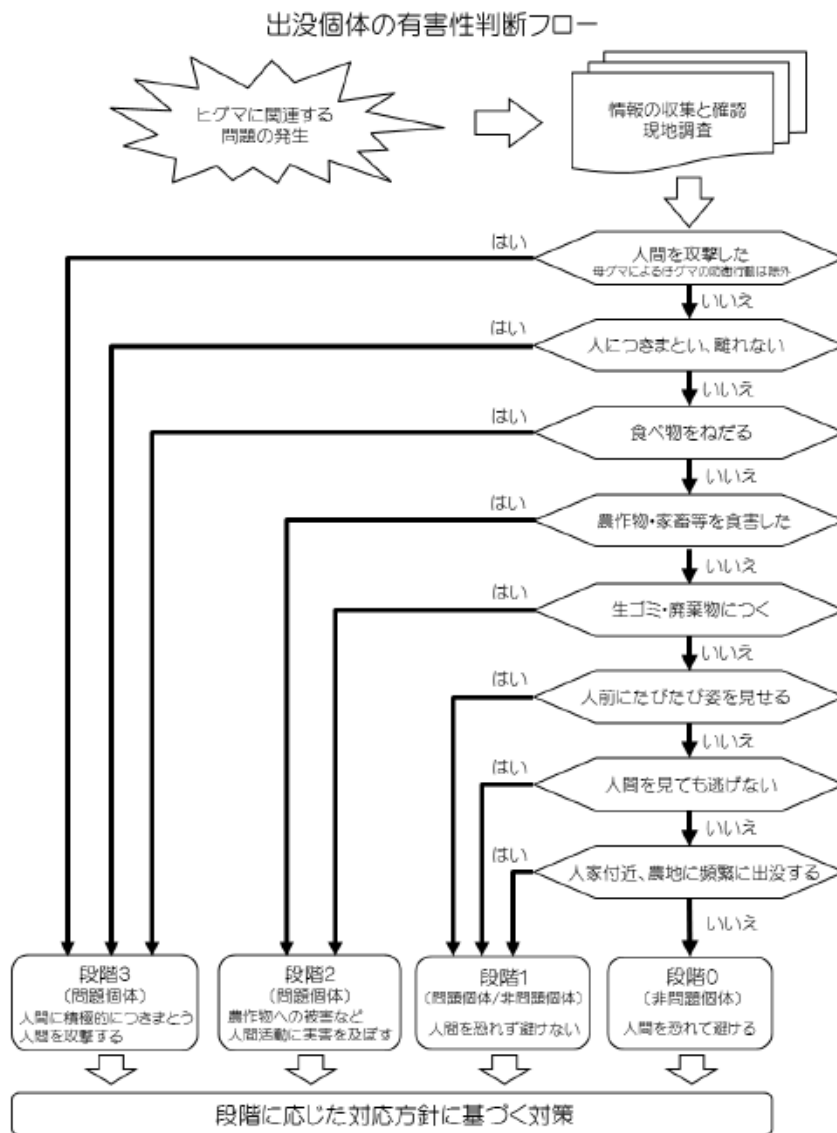 出没個体の有害性判断フロー
ヒグマに関連する
問題の発生
情報の収集と確認
現地調査
はい
人間を攻撃した
母グマによる仔グマの防衛行動は除外
いいえ
はい
人につきまとい、離れない
いいえ
はい
食べ物をねだる
いいえ
はい
農作物・家畜等を食害した
いいえ
はい
生ゴミ・廃棄物につく
いいえ
はい
人前にたびたび姿を見せる
いいえ
はい
人間を見ても逃げない
いいえ
はい
人家付近、農地に頻繁に出没する
いいえ
段階3
(問題個体)
人間に積極的につきまとう
人間を攻撃する
段階2
(問題個体)
農作物への被害など
人間活動に実害を及ぼす
段階1
(問題個体/非問題個体)
人間を恐れず避けない
段階0
(非問題個体)
人間を恐れて避ける
段階に応じた対応方針に基づく対策